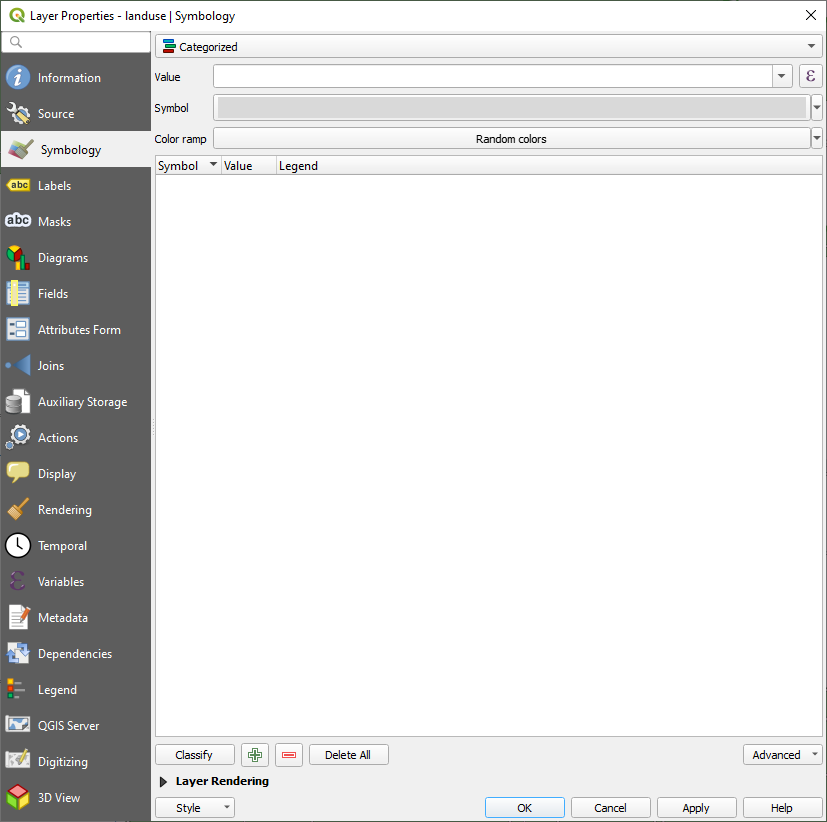 Layer Properties - landuse | Symbology
Categorized
Information
Value
ε
Source
Symbol
Symbology
Color ramp
Random colors
Symbol
Value
Legend
abc Labels
abc Masks
Diagrams
Fields
Attributes Form
Joins
Auxiliary Storage
Actions
Display
Rendering
Temporal
ε Variables
Metadata
Dependencies
Legend
QGIS Server
Digitizing
3D View
Classify
Delete All
Advanced
Layer Rendering
Style
OK
Cancel
Apply
Help